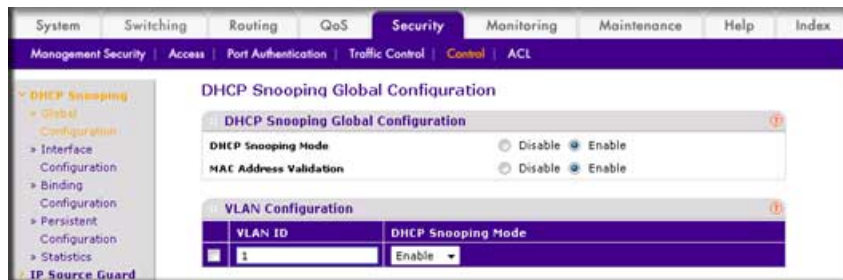 System Switching Routing QoS Security Monitoring Maintenance Help Index
Management Security Access Port Authentication Traffic Control Control ACL
DHCP Snooping
Global
Configuration
Interface
Configuration
Binding
Configuration
Persistent
Configuration
Statistics
IP Source Guard
DHCP Snooping Global Configuration
DHCP Snooping Global Configuration
DHCP Snooping Mode Disable Enable
MAC Address Validation Disable Enable
VLAN Configuration
VLAN ID DHCP Snooping Mode
1 Enable